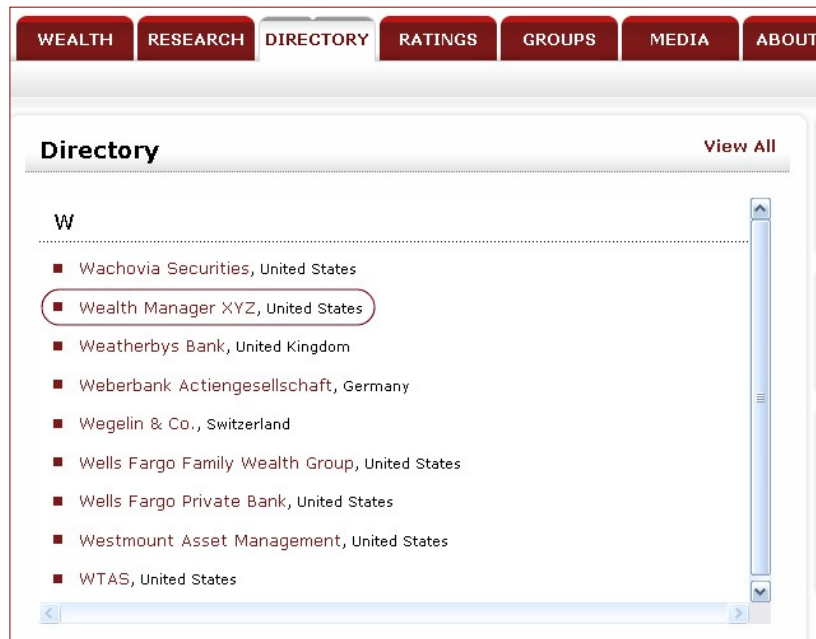 WEALTH RESEARCH DIRECTORY RATINGS GROUPS MEDIA ABOUT
Directory View All
W
Wachovia Securities, United States
Wealth Manager XYZ, United States
Weatherbys Bank, United Kingdom
Weberbank Actiengesellschaft, Germany
Wegelin & Co., Switzerland
Wells Fargo Family Wealth Group, United States
Wells Fargo Private Bank, United States
Westmount Asset Management, United States
WTAS, United States